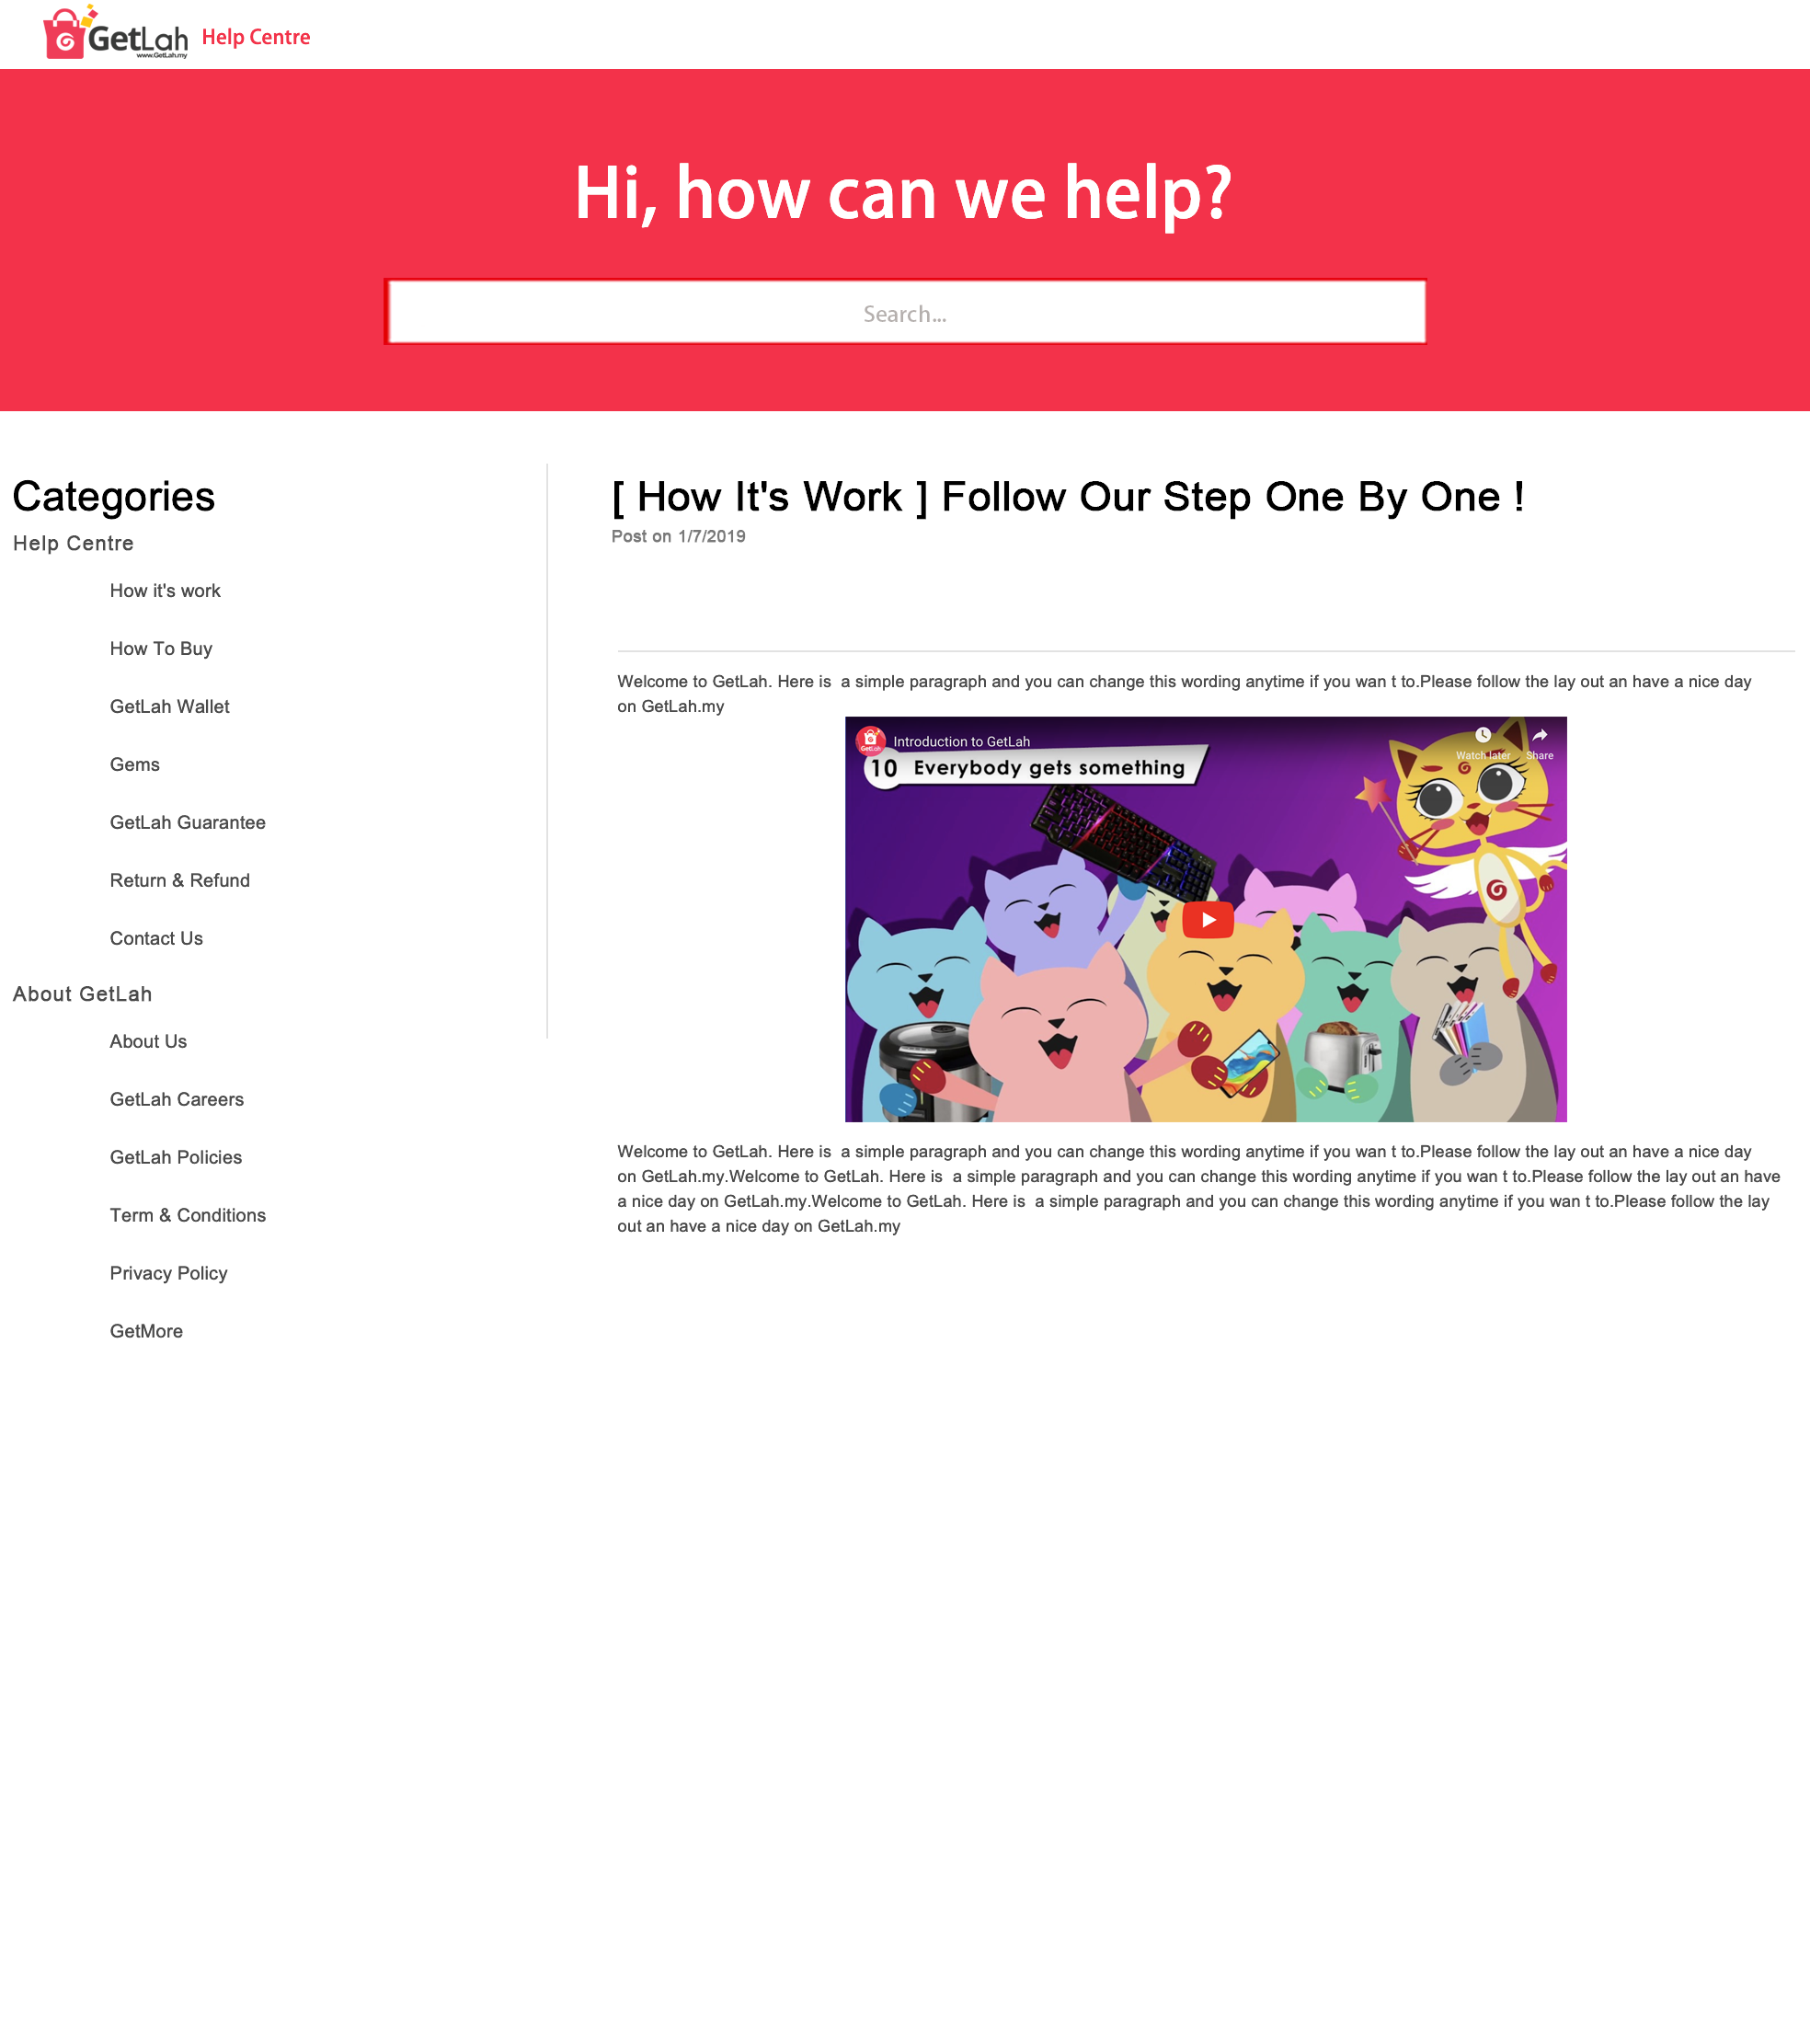 GetLah Help Centre
www.GetLah.my
Hi, how can we help?
Search...
Categories
Help Centre
How it's work
How To Buy
GetLah Wallet
Gems
GetLah Guarantee
Return & Refund
Contact Us
About GetLah
About Us
GetLah Careers
GetLah Policies
Term & Conditions
Privacy Policy
GetMore
[ How It's Work ] Follow Our Step One By One !
Post on 1/7/2019
Welcome to GetLah. Here is  a simple paragraph and you can change this wording anytime if you wan t to.Please follow the lay out an have a nice day
on GetLah.my
GetLah
Introduction to GetLah
Watch later
Share
10 Everybody gets something
Welcome to GetLah. Here is  a simple paragraph and you can change this wording anytime if you wan t to.Please follow the lay out an have a nice day
on GetLah.my.Welcome to GetLah. Here is  a simple paragraph and you can change this wording anytime if you wan t to.Please follow the lay out an have
a nice day on GetLah.my.Welcome to GetLah. Here is  a simple paragraph and you can change this wording anytime if you wan t to.Please follow the lay
out an have a nice day on GetLah.my